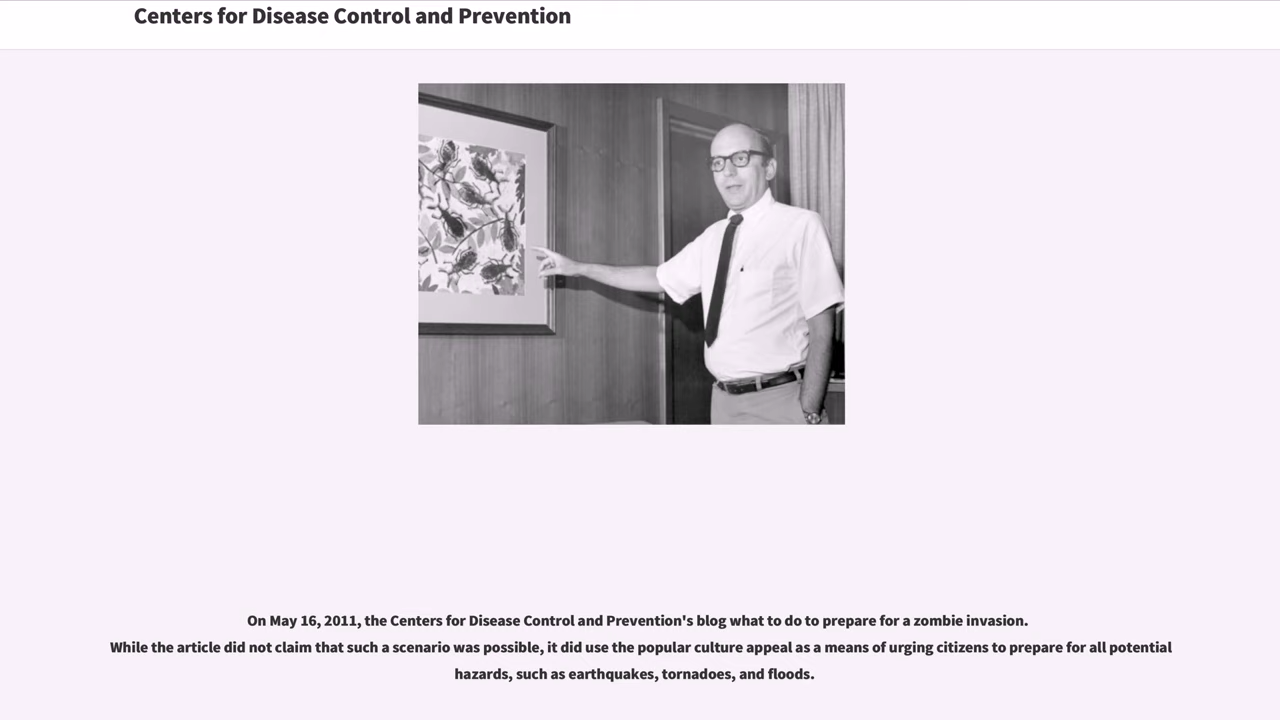 Centers for Disease Control and Prevention
On May 16, 2011, the Centers for Disease Control and Prevention's blog what to do to prepare for a zombie invasion.
While the article did not claim that such a scenario was possible, it did use the popular culture appeal as a means of urging citizens to prepare for all potential
hazards, such as earthquakes, tornadoes, and floods.